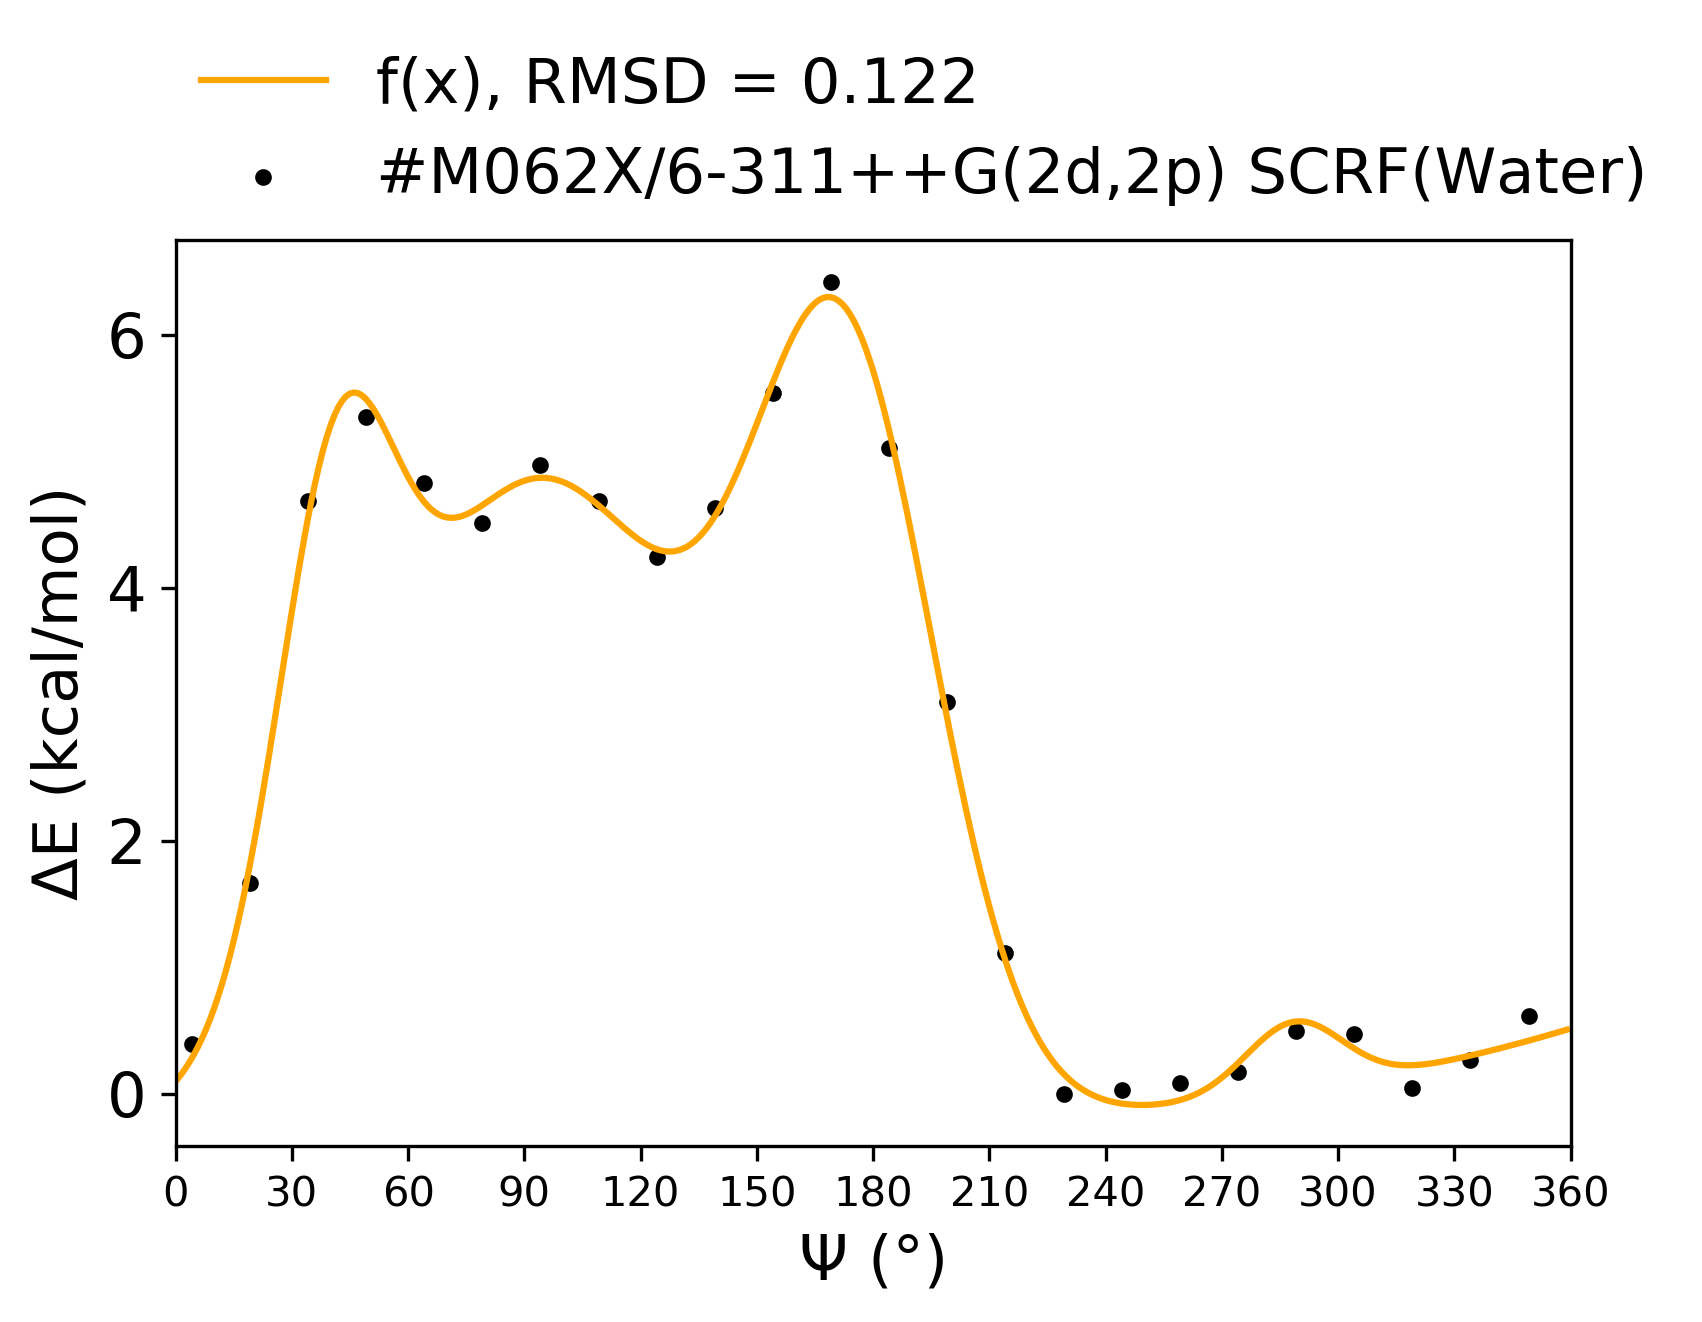 f(x), RMSD = 0.122
#M062X/6-311++G(2d,2p) SCRF(Water)
6
4
2
0
ΔE (kcal/mol)
0 30 60 90 120 150 180 210 240 270 300 330 360
Ψ (°)